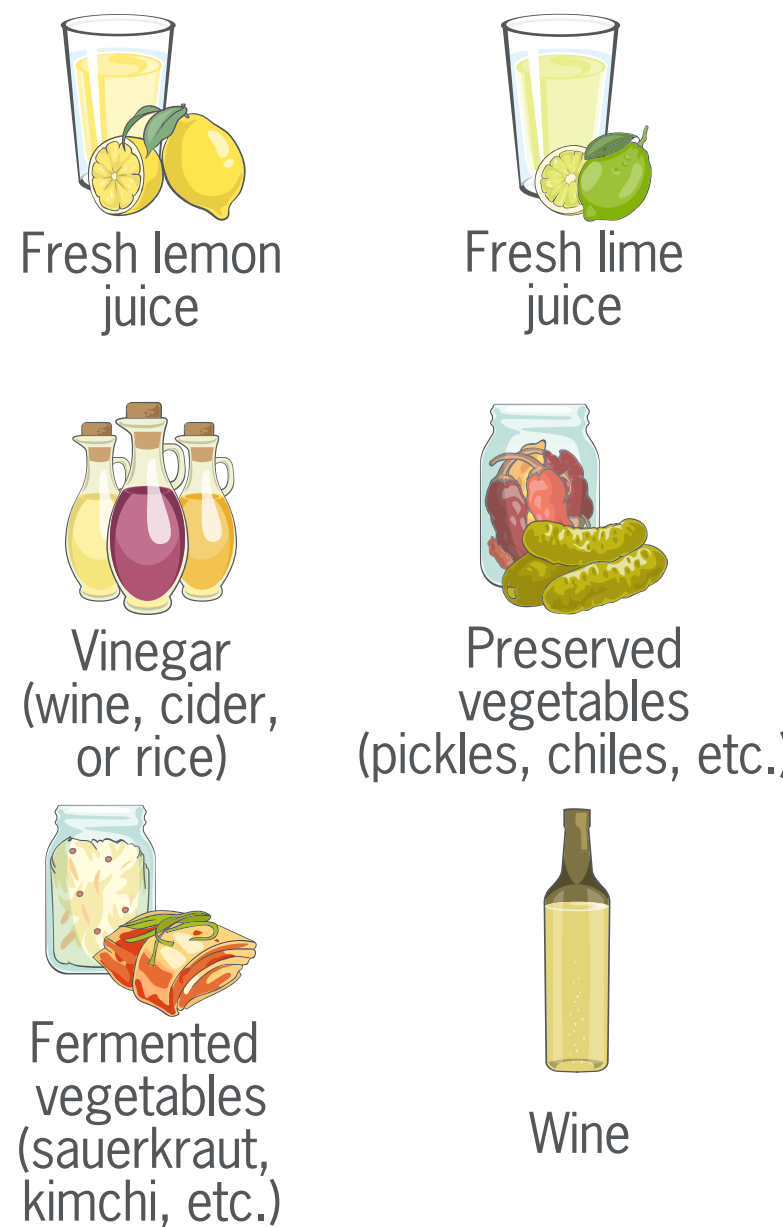 Fresh lemon
juice
Fresh lime
juice
Vinegar
(wine, cider,
or rice)
Preserved
vegetables
(pickles, chiles, etc.)
Fermented
vegetables
(sauerkraut,
kimchi, etc.)
Wine